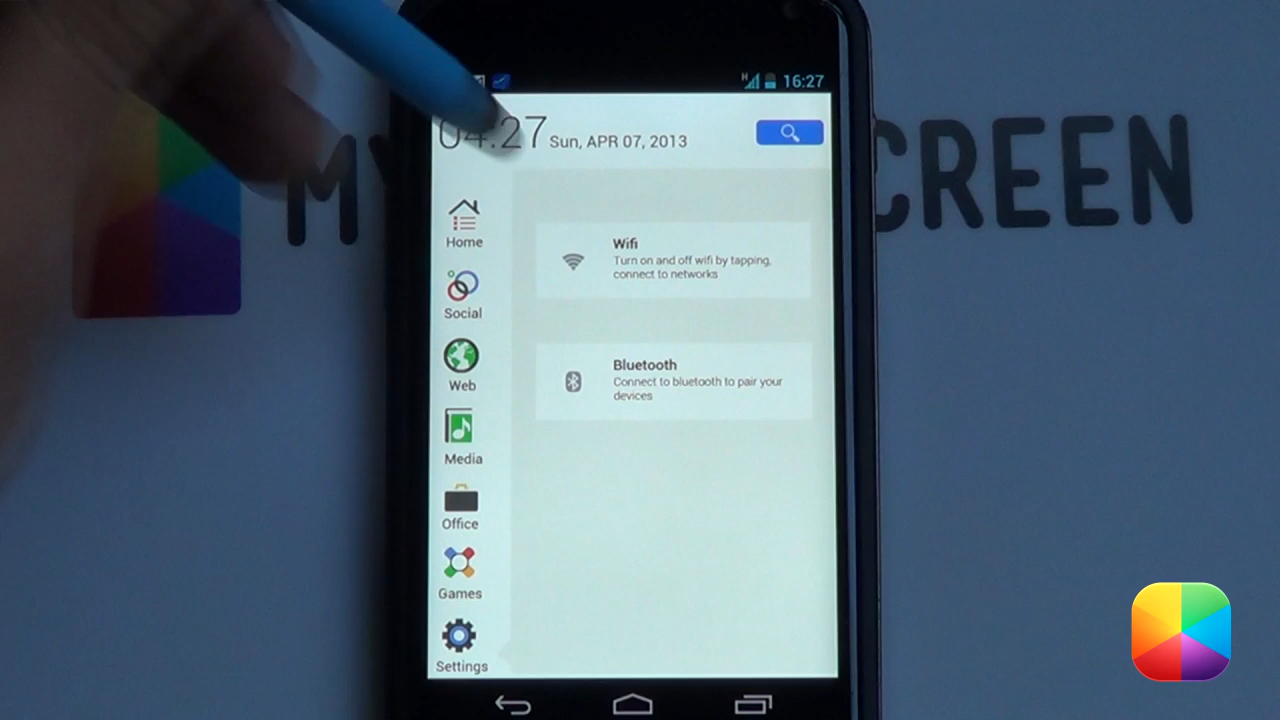 H 16:27
04:27 Sun, APR 07, 2013
MY
CREEN
Home
Wifi
Turn on and off wifi by tapping,
connect to networks
Social
Web
Bluetooth
Connect to bluetooth to pair your
devices
Media
Office
Games
Settings